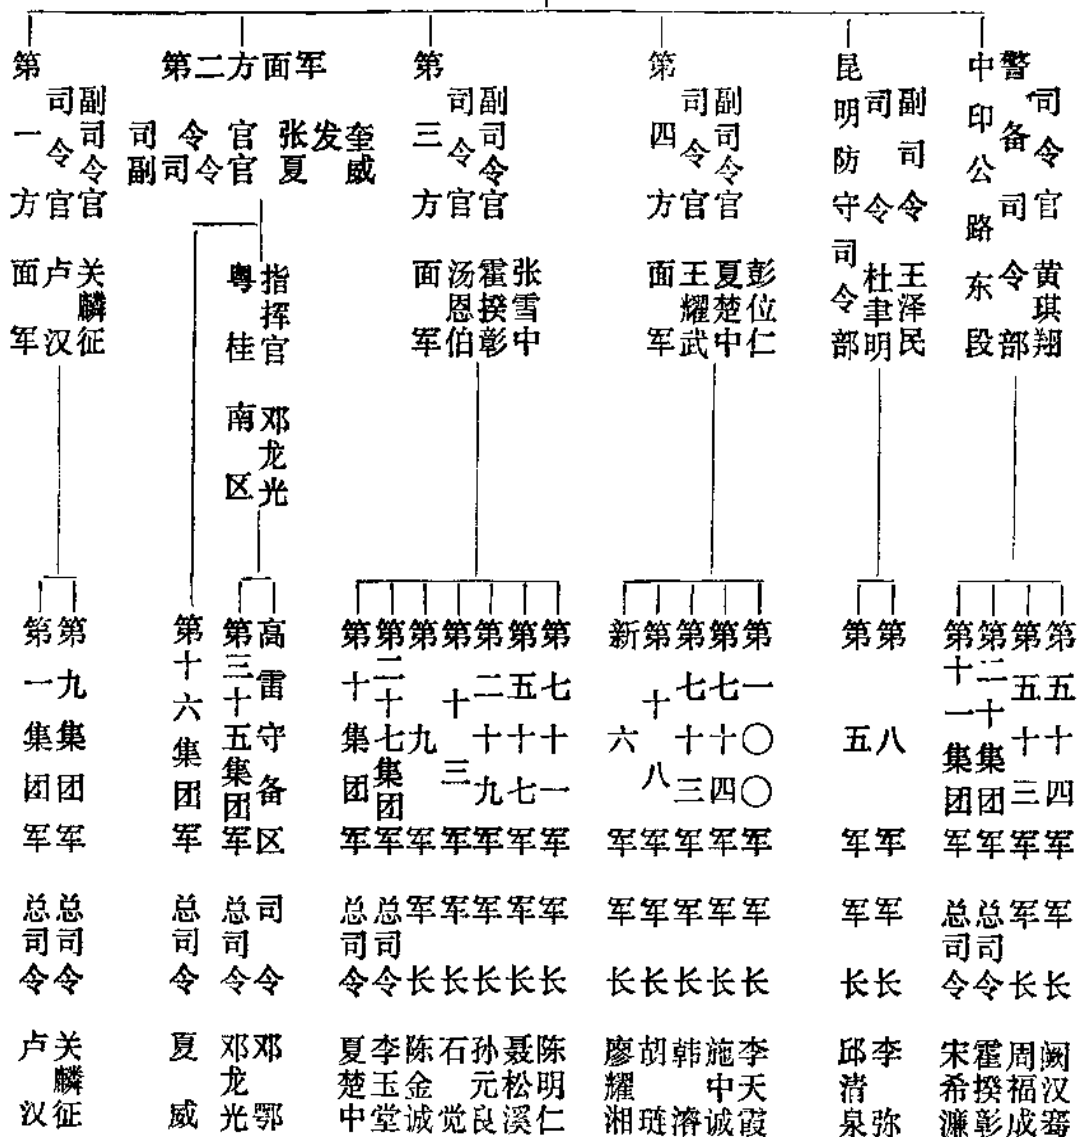 第一方面军
司令官 卢汉
副司令官 关麟征
第二方面军
司令官 张发奎
副司令官 夏威
粤桂南区
指挥官 邓龙光
第三方面军
司令官 汤恩伯
副司令官 霍揆彰
张雪中
第四方面军
司令官 王耀武
副司令官 夏楚中
彭位仁
昆明防守司令部
司令 杜聿明
副司令 王泽民
中印公路东段
警备司令部
司令官 黄琪翔
第一集团军 总司令 卢汉
第九集团军 总司令 关麟征
第十六集团军 总司令 夏威
第三十五集团军 总司令 邓龙光
高雷守备区 司令 邓鄂
第十集团军 总司令 夏楚中
第二十七集团军 总司令 李玉堂
第九军 军长 陈金诚
第十三军 军长 石觉
第二十九军 军长 孙元良
第五十七军 军长 聂松溪
第七十一军 军长 陈明仁
新六军 军长 廖耀湘
第十八军 军长 胡琏
第七十三军 军长 韩濬
第七十四军 军长 施中诚
第一〇〇军 军长 李天霞
第五军 军长 邱清泉
第八军 军长 李弥
第十一集团军 总司令 宋希濂
第二十集团军 总司令 霍揆彰
第五十三军 军长 周福成
第五十四军 军长 阙汉骞